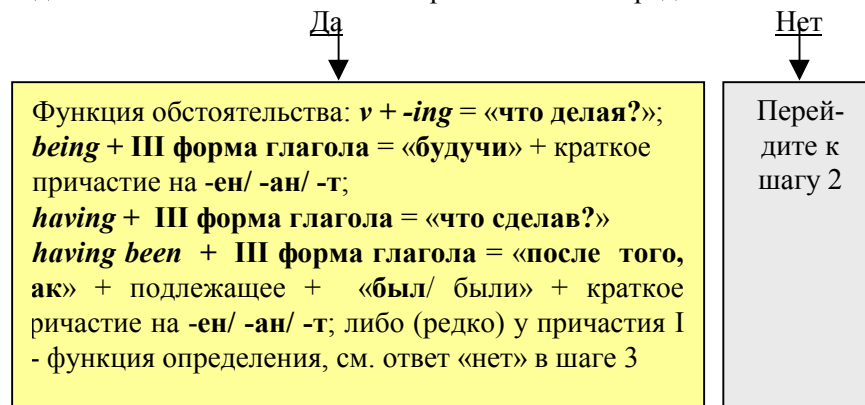 Да
Нет
Функция обстоятельства: v + -ing = «что делая?»;
being + III форма глагола = «будучи» + краткое
причастие на -ен/ -ан/ -т;
having + III форма глагола = «что сделав?»
having been + III форма глагола = «после того,
ак» + подлежащее + «был/ были» + краткое
ричастие на -ен/ -ан/ -т; либо (редко) у причастия I
- функция определения, см. ответ «нет» в шаге 3
Перей-
дите к
шагу 2